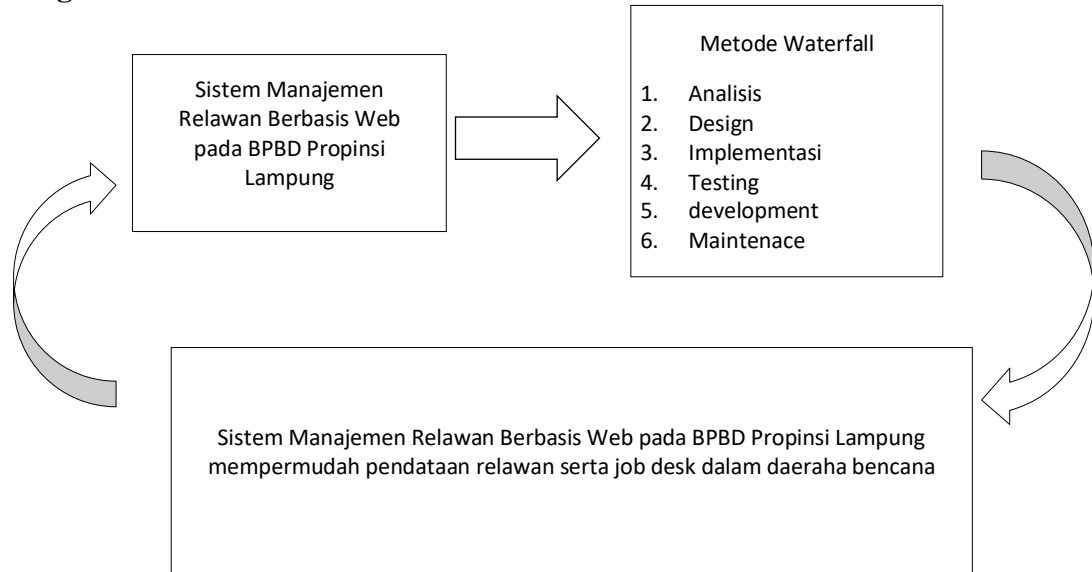 Sistem Manajemen
Relawan Berbasis Web
pada BPBD Propinsi
Lampung
Metode Waterfall
1. Analisis
2. Design
3. Implementasi
4. Testing
5. development
6. Maintenace
Sistem Manajemen Relawan Berbasis Web pada BPBD Propinsi Lampung
mempermudah pendataan relawan serta job desk dalam daeraha bencana